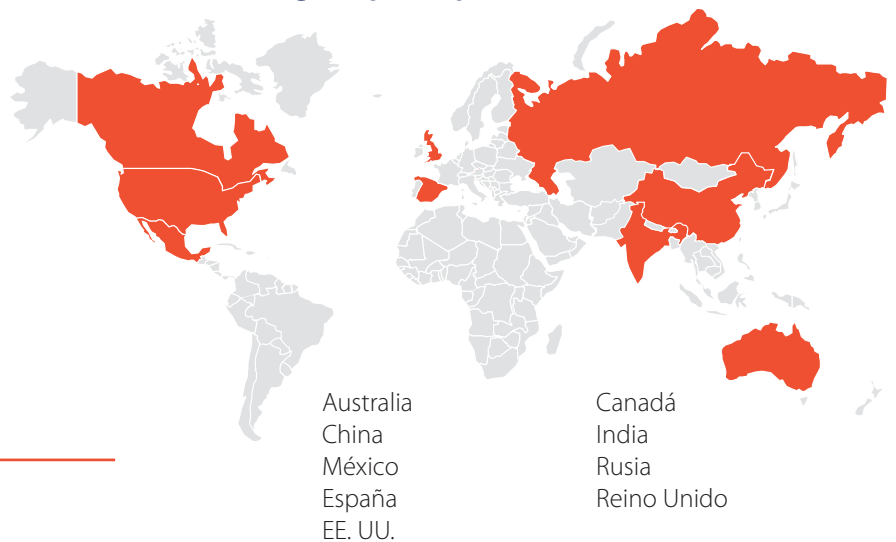 Australia
China
México
España
EE. UU.
Canadá
India
Rusia
Reino Unido